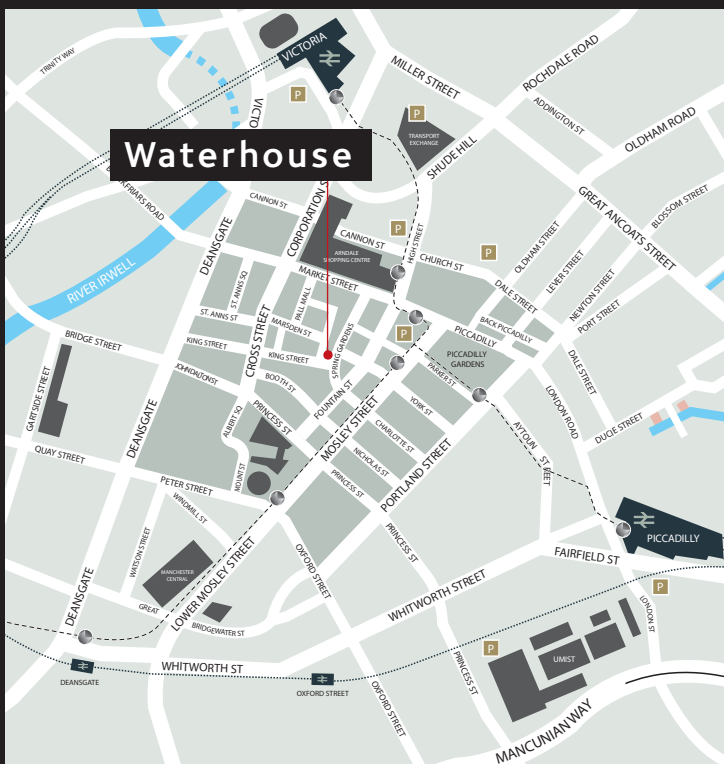 TRINITY WAY
VICTORIA
MILLER STREET
ROCHDALE ROAD
ADDINGTON ST
OLDHAM ROAD
P
P
TRANSPORT
EXCHANGE
SHUDE HILL
VICTO
Waterhouse
KFRIARS ROAD
CANNON ST
CORPORATION S
DEANSGATE
GREAT ANCOATS STREET
BLOSSOM STREET
P
CANNON ST
HIGH STREET
ARNDALE
SHOPPING CENTRE
CHURCH ST
P
OLDHAM STREET
LEVER STREET
NEWTON STREET
PORT STREET
RIVER IRWELL
ST. ANNS SQ
MARKET STREET
DALE STREET
PALL MALL
ST. ANNS ST
MARSDEN ST
CROSS STREET
BACK PICCADILLY
PICCADILLY
P
BRIDGE STREET
KING STREET
KING STREET
SPRING GARDENS
PICCADILLY
GARDENS
DALE STREET
JOHNDALTONST
BOOTH ST
FOUNTAIN ST
PARKER ST
GARTSIDE STREET
DEANSGATE
ALBERT SQ
PRINCESS ST
MOSLEY STREET
YORK ST
LONDON ROAD
CHARLOTTE ST
PORTLAND STREET
AYTOUN
ST EET
DUCIE STREET
QUAY STREET
PETER STREET
MOUNT ST
NICHOLAS ST
PRINCESS ST
WINDMILL ST
PRINCESS ST
PICCADILLY
WATSON STREET
MANCHESTER
CENTRAL
LOWER MOSLEY STREET
OXFORD STREET
FAIRFIELD ST
DEANSGATE
GREAT
BRIDGEWATER ST
WHITWORTH STREET
P
LONDON ST
WHITWORTH ST
DEANSGATE
OXFORD STREET
OXFORD STREET
PRINCESS ST
P
UMIST
MANCUNIAN WAY